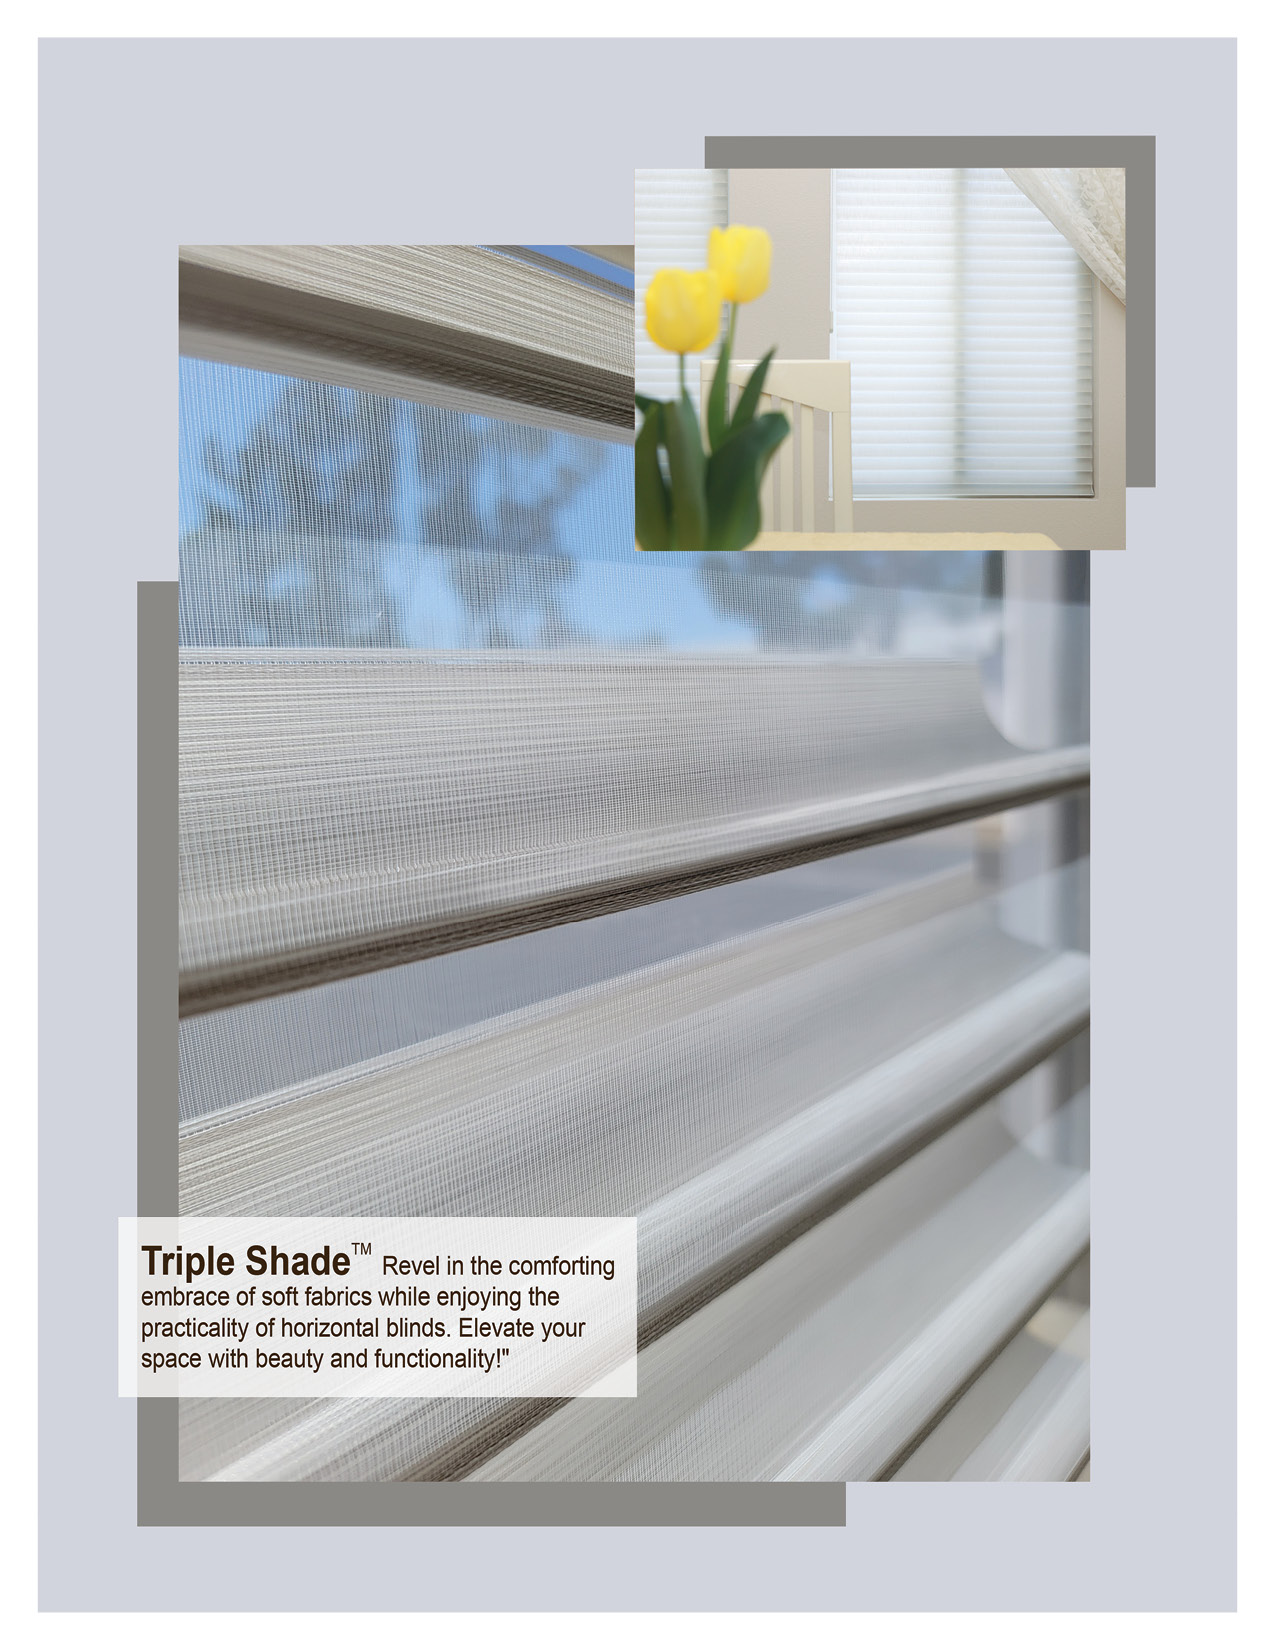 Triple Shade™ Revel in the comforting
embrace of soft fabrics while enjoying the
practicality of horizontal blinds. Elevate your
space with beauty and functionality!"